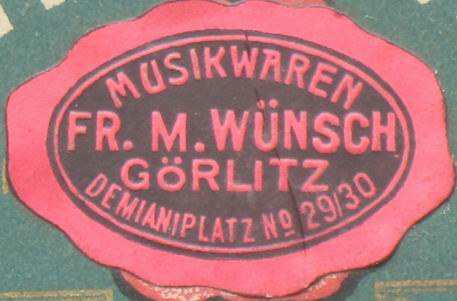 MUSIKWAREN
FR. M. WÜNSCH
GÖRLITZ
DEMIANIPLATZ No 29/30